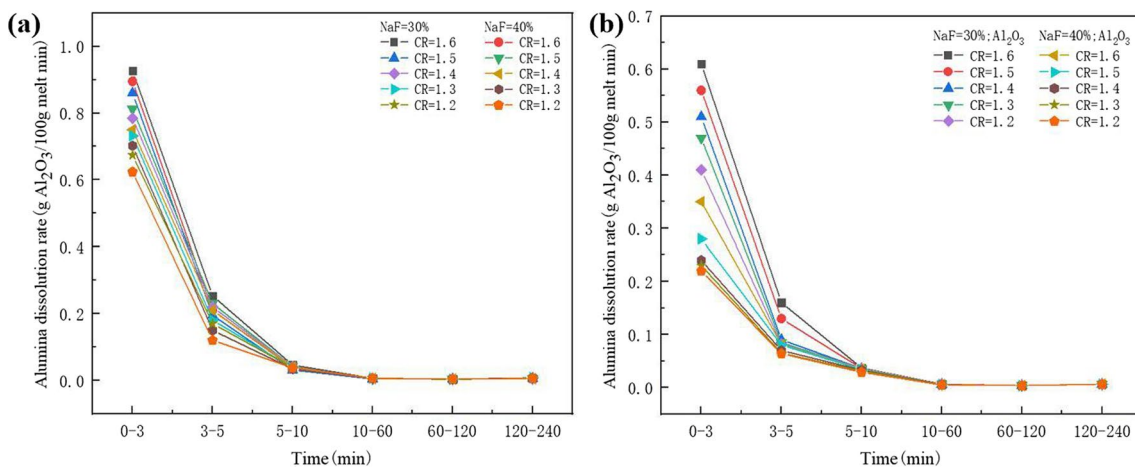 (a)
NaF=30% NaF=40%
CR=1.6 CR=1.6
CR=1.5 CR=1.5
CR=1.4 CR=1.4
CR=1.3 CR=1.3
CR=1.2 CR=1.2
1.0
0.8
0.6
0.4
0.2
0.0
Alumina dissolution rate(g Al₂O₃/100g melt min)
0-3 3-5 5-10 10-60 60-120 120-240
Time(min)
(b)
NaF=30%;Al₂O₃ NaF=40%;Al₂O₃
CR=1.6 CR=1.6
CR=1.5 CR=1.5
CR=1.4 CR=1.4
CR=1.3 CR=1.3
CR=1.2 CR=1.2
0.7
0.6
0.5
0.4
0.3
0.2
0.1
0.0
Alumina dissolution rate(g Al₂O₃/100g melt min)
0-3 3-5 5-10 10-60 60-120 120-240
Time(min)